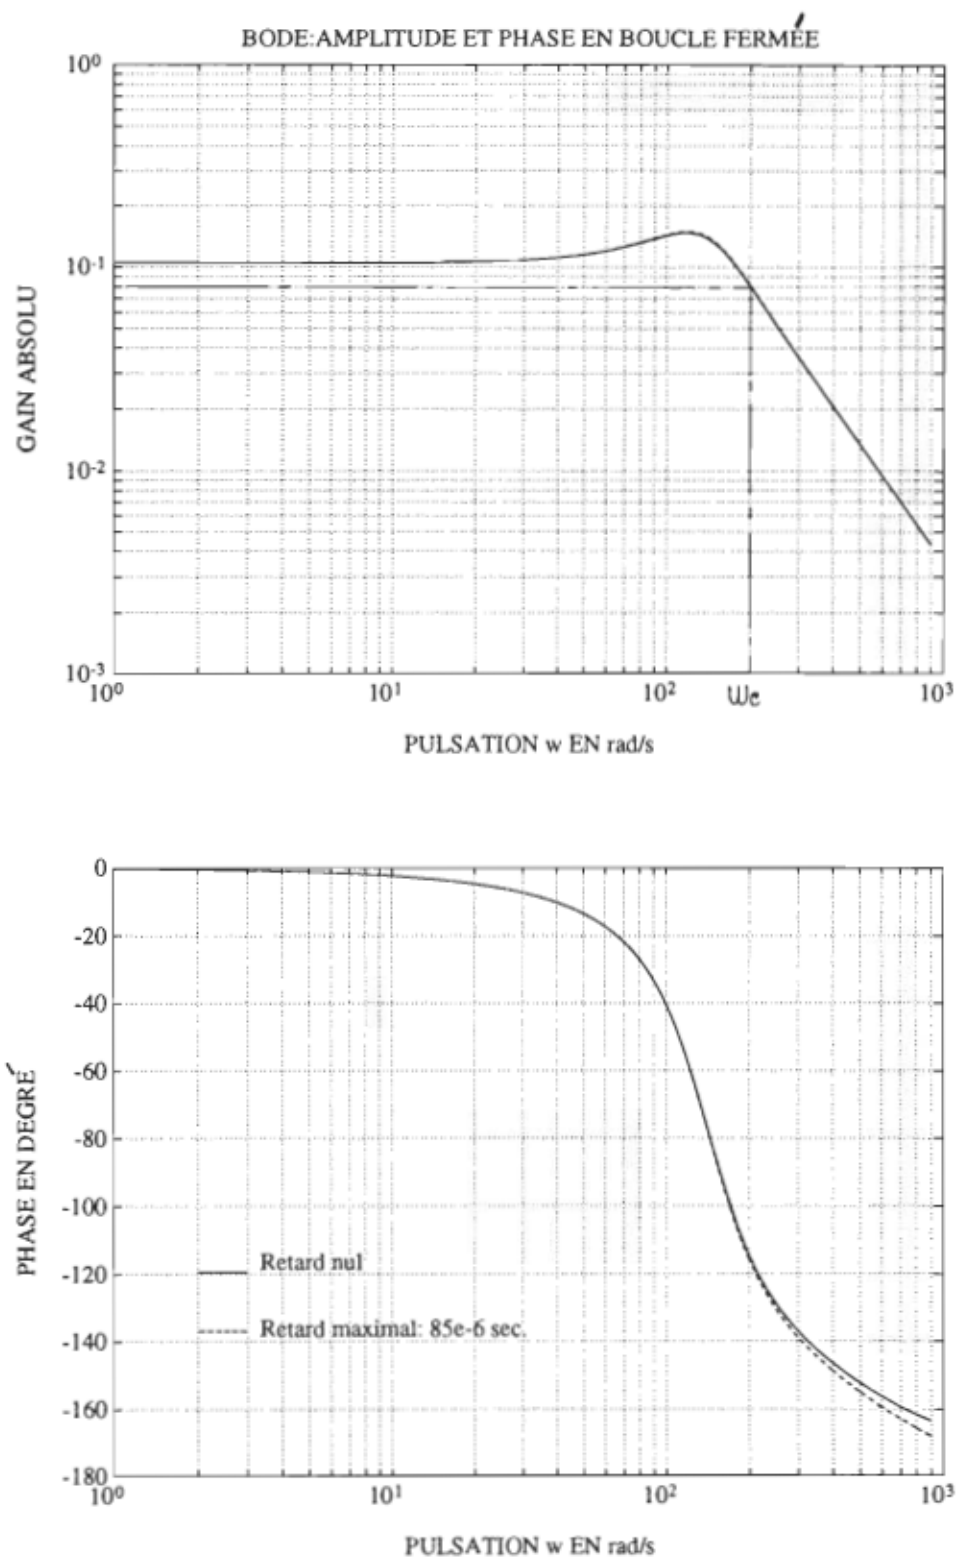 BODE:AMPLITUDE ET PHASE EN BOUCLE FERMÉE
GAIN ABSOLU
10⁰
10⁻¹
10⁻²
10⁻³
10⁰
10¹
10²
ωc
10³
PULSATION w EN rad/s
PHASE EN DEGRÉ
0
-20
-40
-60
-80
-100
-120
-140
-160
-180
Retard nul
Retard maximal: 85e-6 sec.
10⁰
10¹
10²
10³
PULSATION w EN rad/s